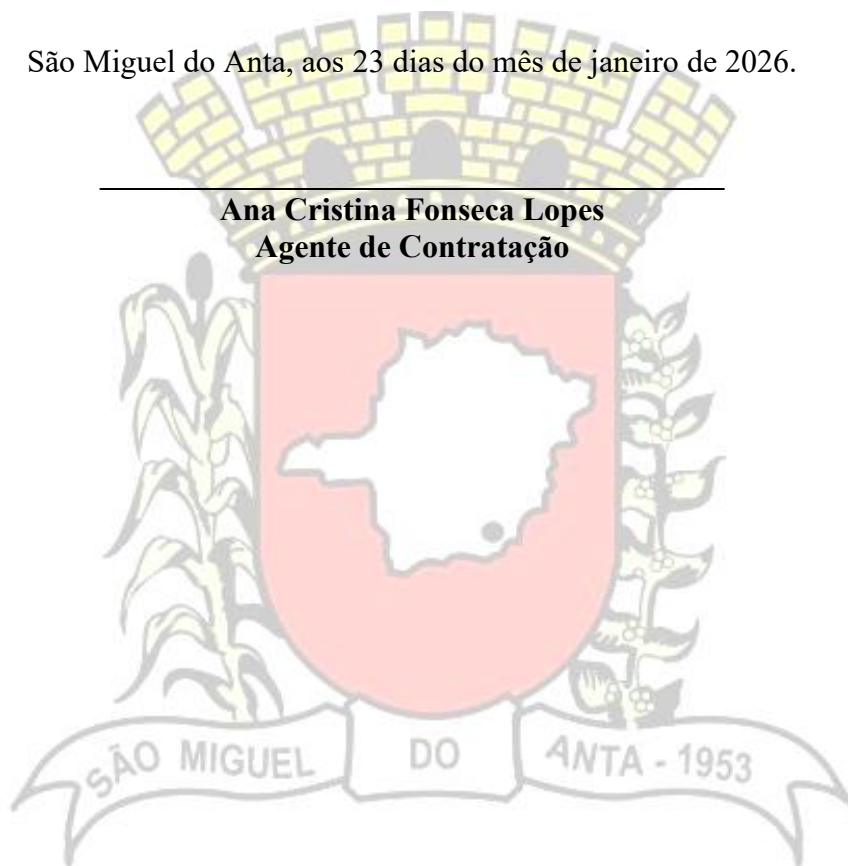 São Miguel do Anta, aos 23 dias do mês de janeiro de 2026.
Ana Cristina Fonseca Lopes
Agente de Contratação
SÃO MIGUEL DO ANTA - 1953